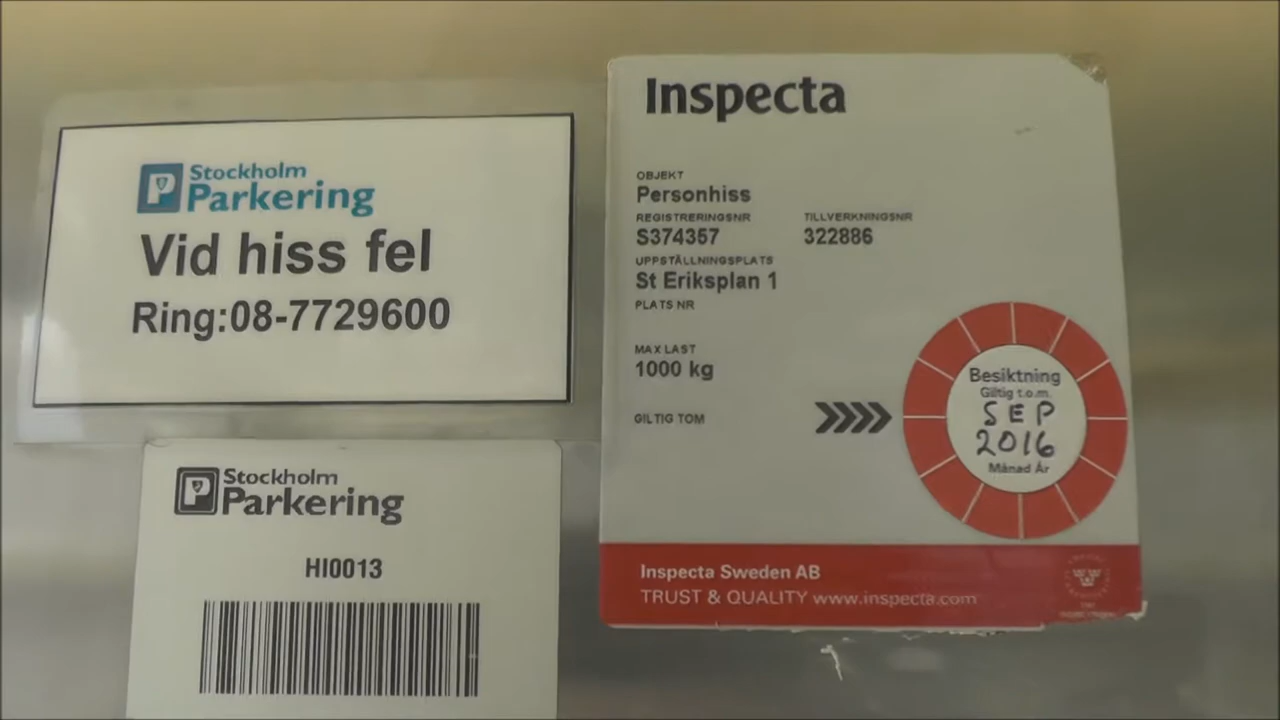 Stockholm
Parkering
Vid hiss fel
Ring:08-7729600
Stockholm
Parkering
HI0013
Inspecta
OBJEKT
Personhiss
REGISTRERINGSNR TILLVERKNINGSNR
S374357 322886
UPPSTÄLLNINGSPLATS
St Eriksplan 1
PLATS NR
MAX LAST
1000 kg
GILTIG TOM
Besiktning
Giltig t.o.m.
SEP
2016
Månad År
Inspecta Sweden AB
TRUST & QUALITY www.inspecta.com